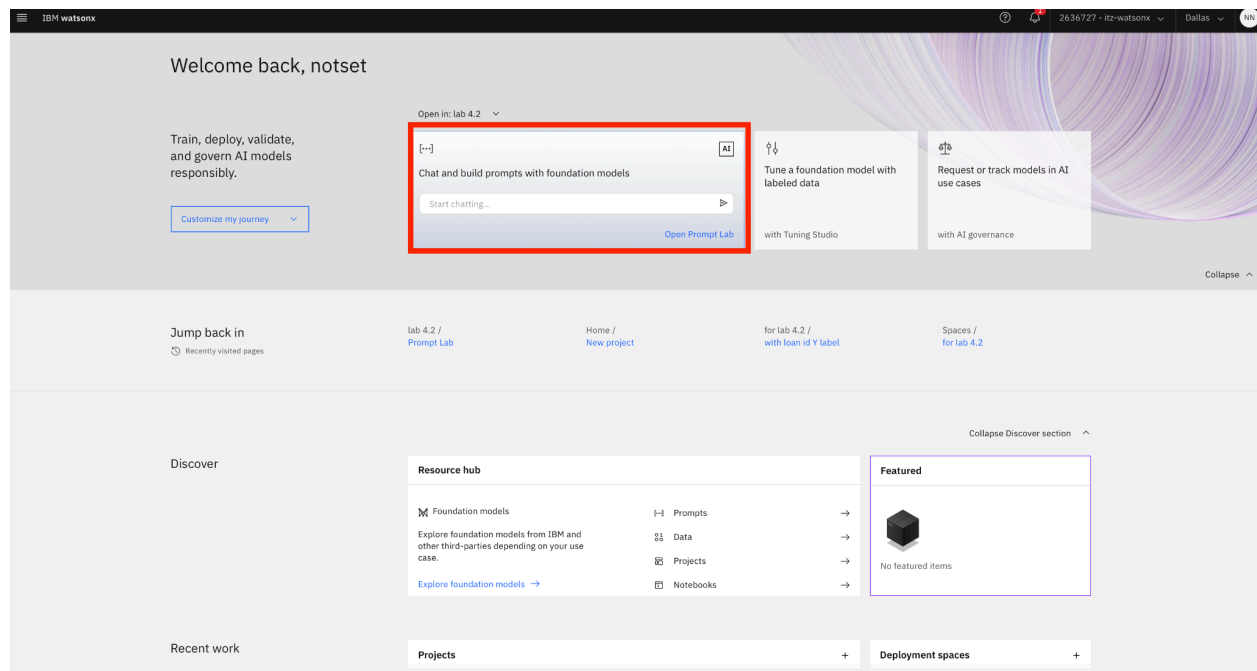 IBM watsonx
1
2636727 - itz-watsonx
Dallas
NN
Welcome back, notset
Train, deploy, validate,
and govern AI models
responsibly.
Customize my journey
Open in: lab 4.2
[...]
AI
Chat and build prompts with foundation models
Start chatting...
Open Prompt Lab
Tune a foundation model with
labeled data
with Tuning Studio
Request or track models in AI
use cases
with AI governance
Collapse
Jump back in
Recently visited pages
lab 4.2 /
Prompt Lab
Home /
New project
for lab 4.2 /
with loan id Y label
Spaces /
for lab 4.2
Collapse Discover section
Discover
Resource hub
Foundation models
Explore foundation models from IBM and
other third-parties depending on your use
case.
Explore foundation models
Prompts
Data
Projects
Notebooks
Featured
No featured items
Recent work
Projects
Deployment spaces